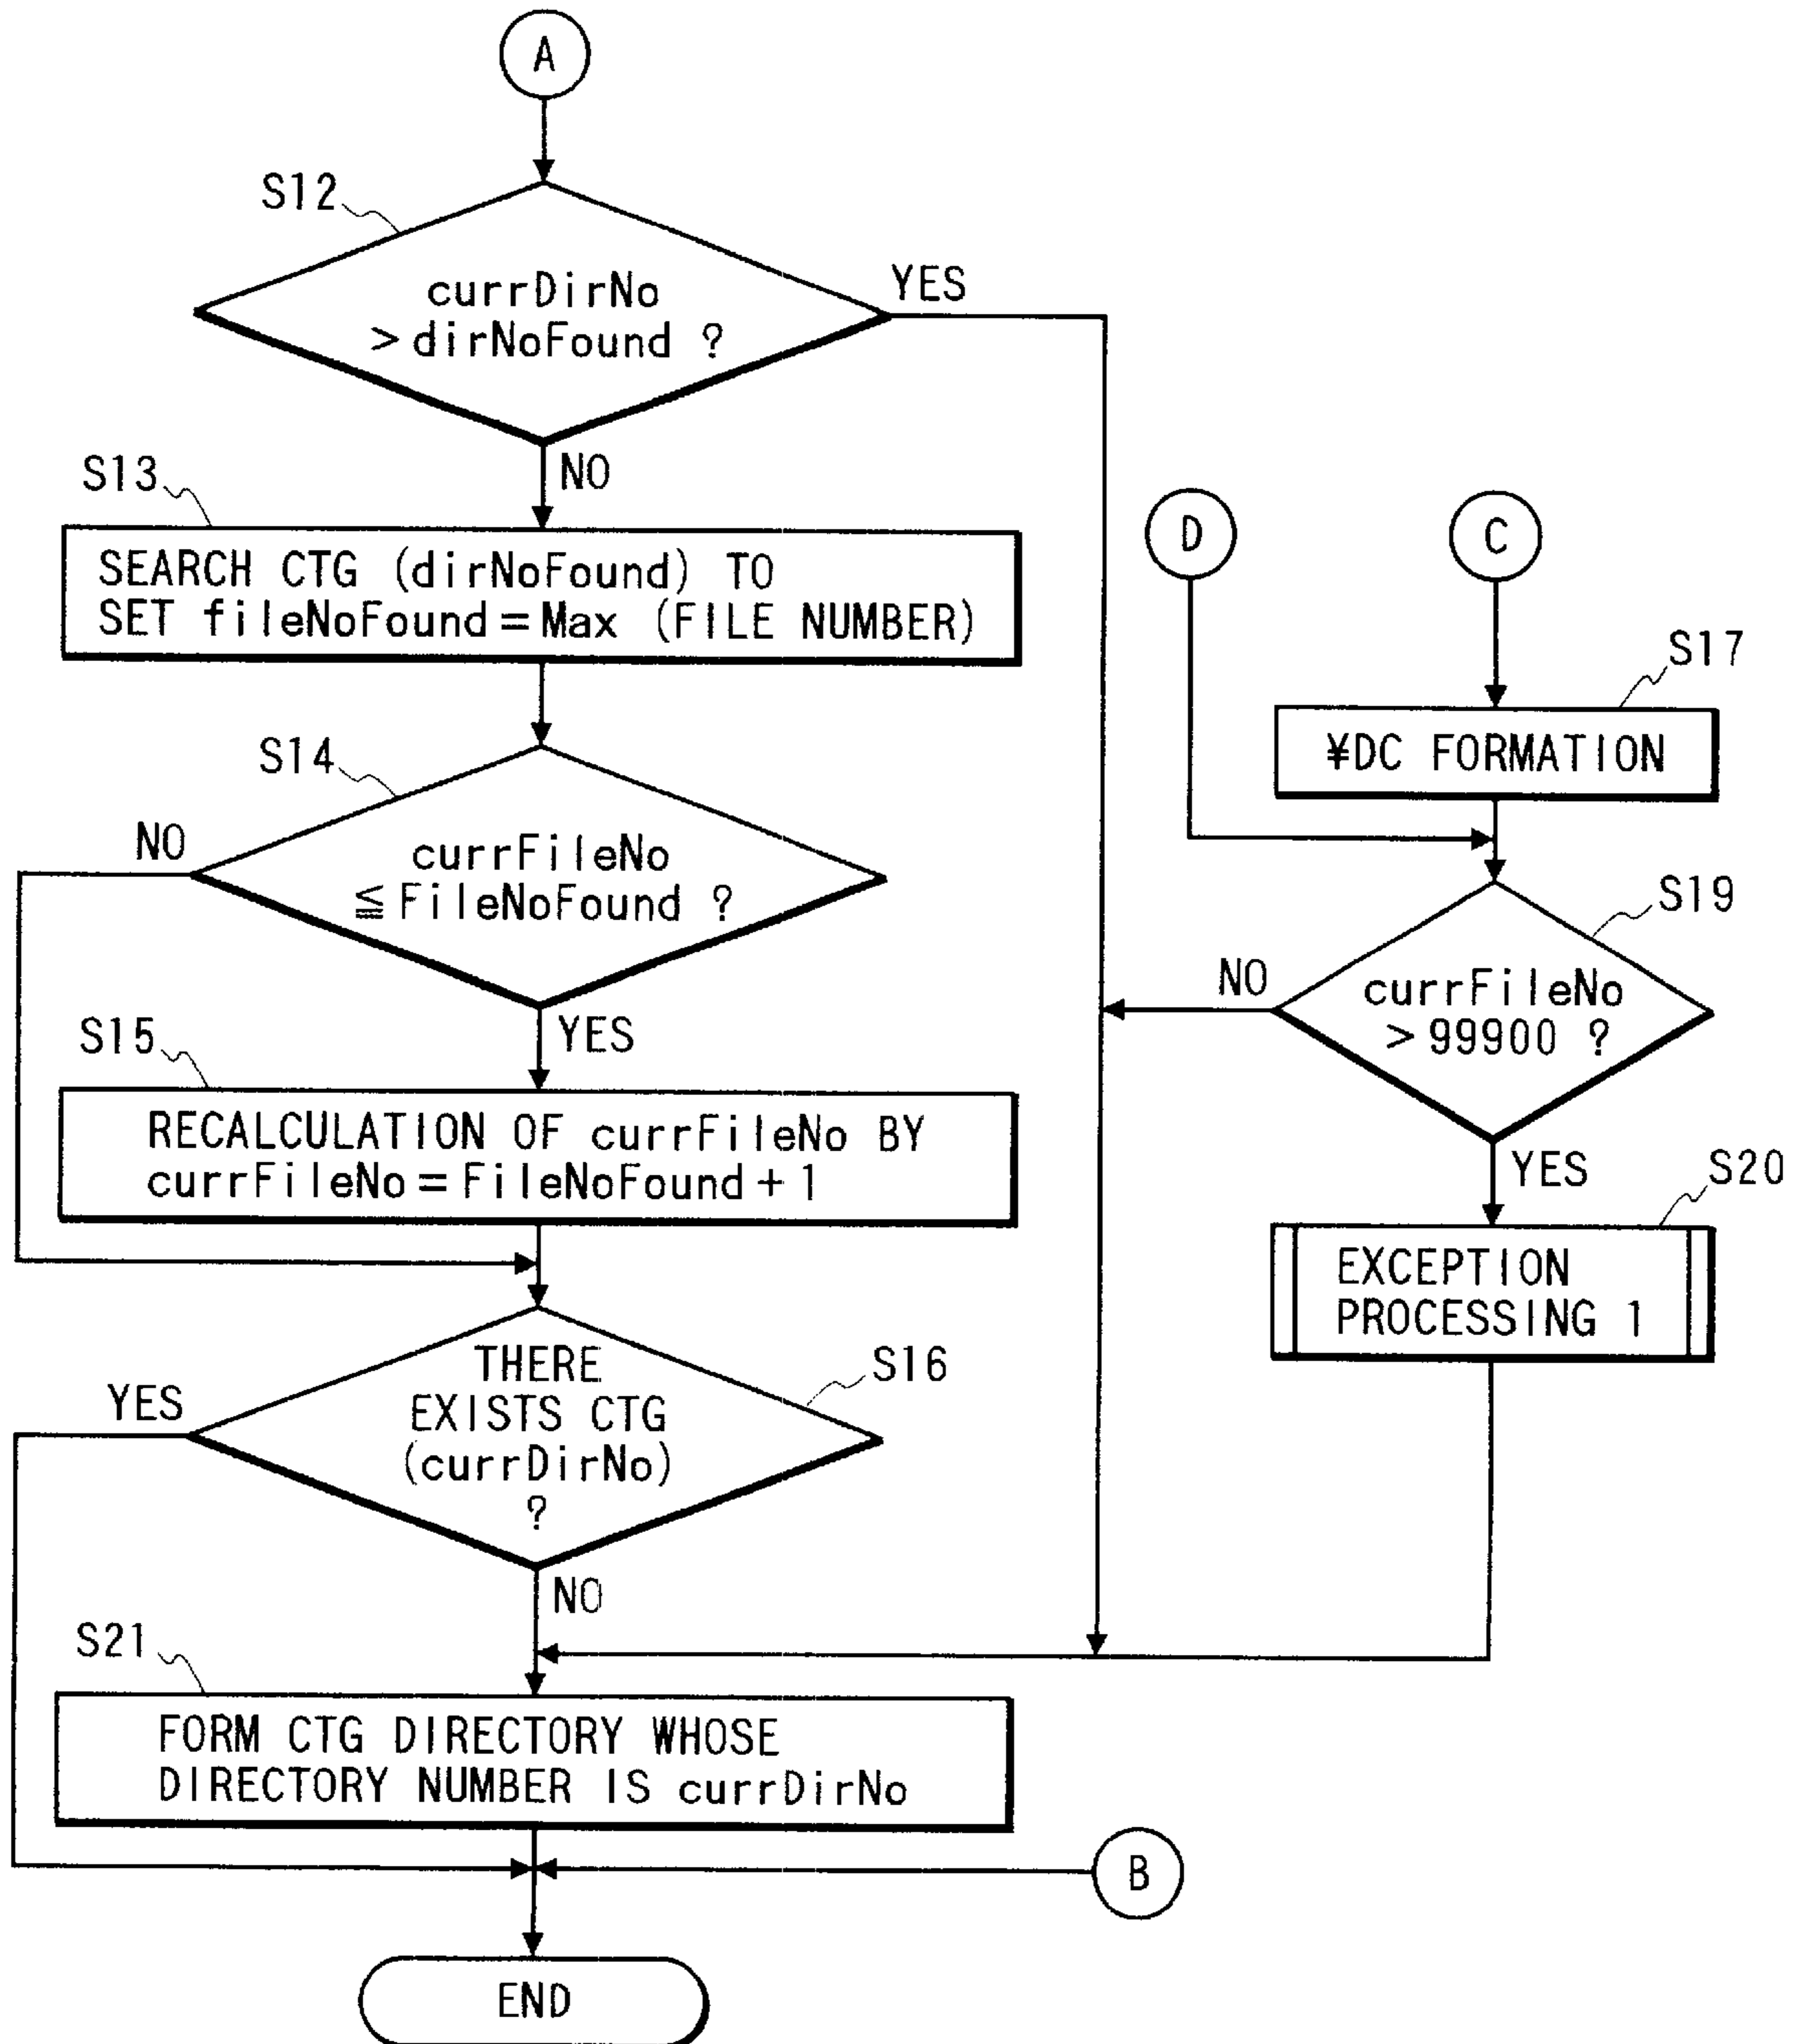 A
S12
currDirNo
> dirNoFound ?
YES
NO
S13
SEARCH CTG (dirNoFound) TO
SET fileNoFound = Max (FILE NUMBER)
S14
NO
currFileNo
≦ FileNoFound ?
YES
S15
RECALCULATION OF currFileNo BY
currFileNo = FileNoFound + 1
S16
YES
THERE
EXISTS CTG
(currDirNo)
?
NO
S21
FORM CTG DIRECTORY WHOSE
DIRECTORY NUMBER IS currDirNo
B
END
D
C
S17
¥DC FORMATION
S19
NO
currFileNo
> 99900 ?
YES
S20
EXCEPTION
PROCESSING 1